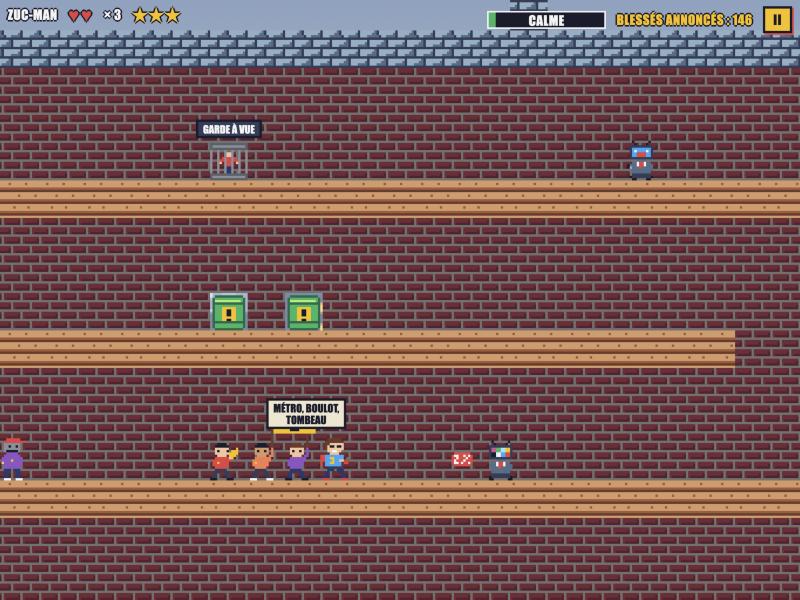 ZUC-MAN ×3
CALME
BLESSÉS ANNONCÉS : 146
GARDE À VUE
!
!
MÉTRO, BOULOT,
TOMBEAU